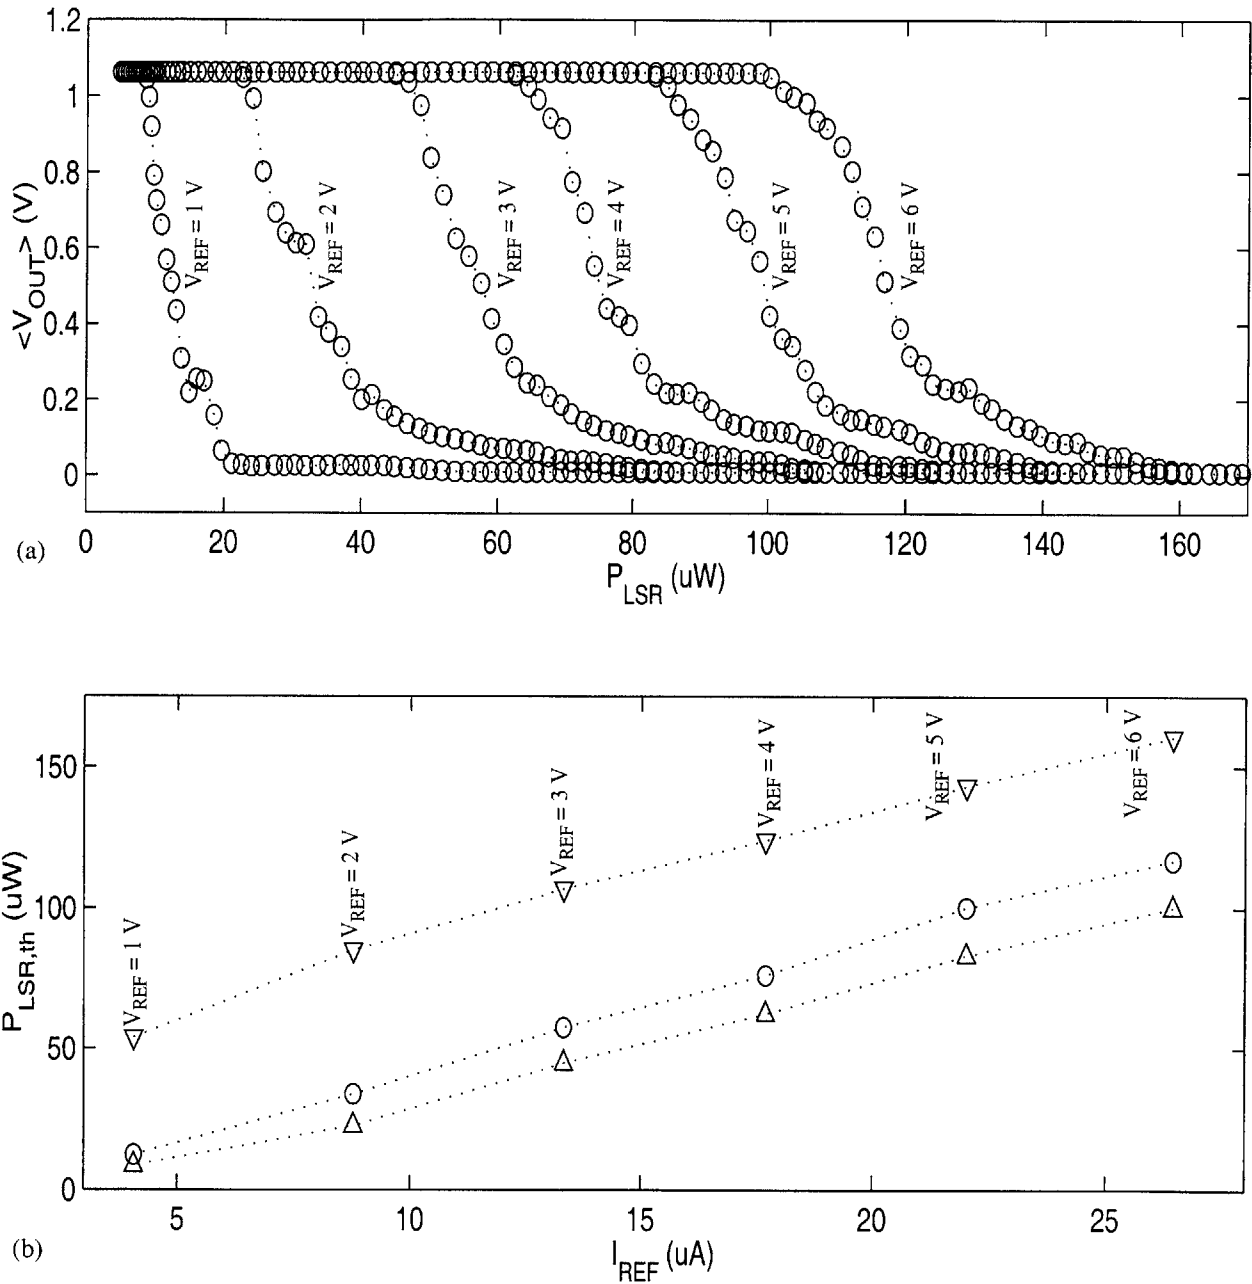 1.2
1
0.8
0.6
0.4
0.2
0
<V_OUT> (V)
V_REF = 1 V
V_REF = 2 V
V_REF = 3 V
V_REF = 4 V
V_REF = 5 V
V_REF = 6 V
0 20 40 60 80 100 120 140 160
(a)
P_LSR (uW)
150
100
50
0
P_LSR,th (uW)
V_REF = 1 V
V_REF = 2 V
V_REF = 3 V
V_REF = 4 V
V_REF = 5 V
V_REF = 6 V
5 10 15 20 25
(b)
I_REF (uA)